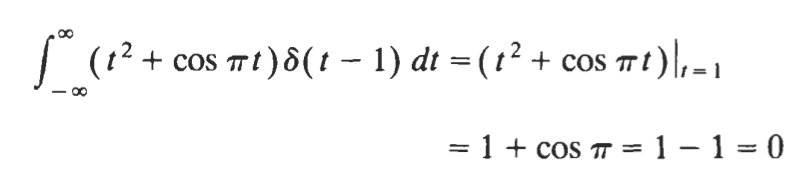 ∫_{-∞}^{∞} (t² + cos πt)δ(t − 1) dt = (t² + cos πt)|_{t=1}
= 1 + cos π = 1 − 1 = 0